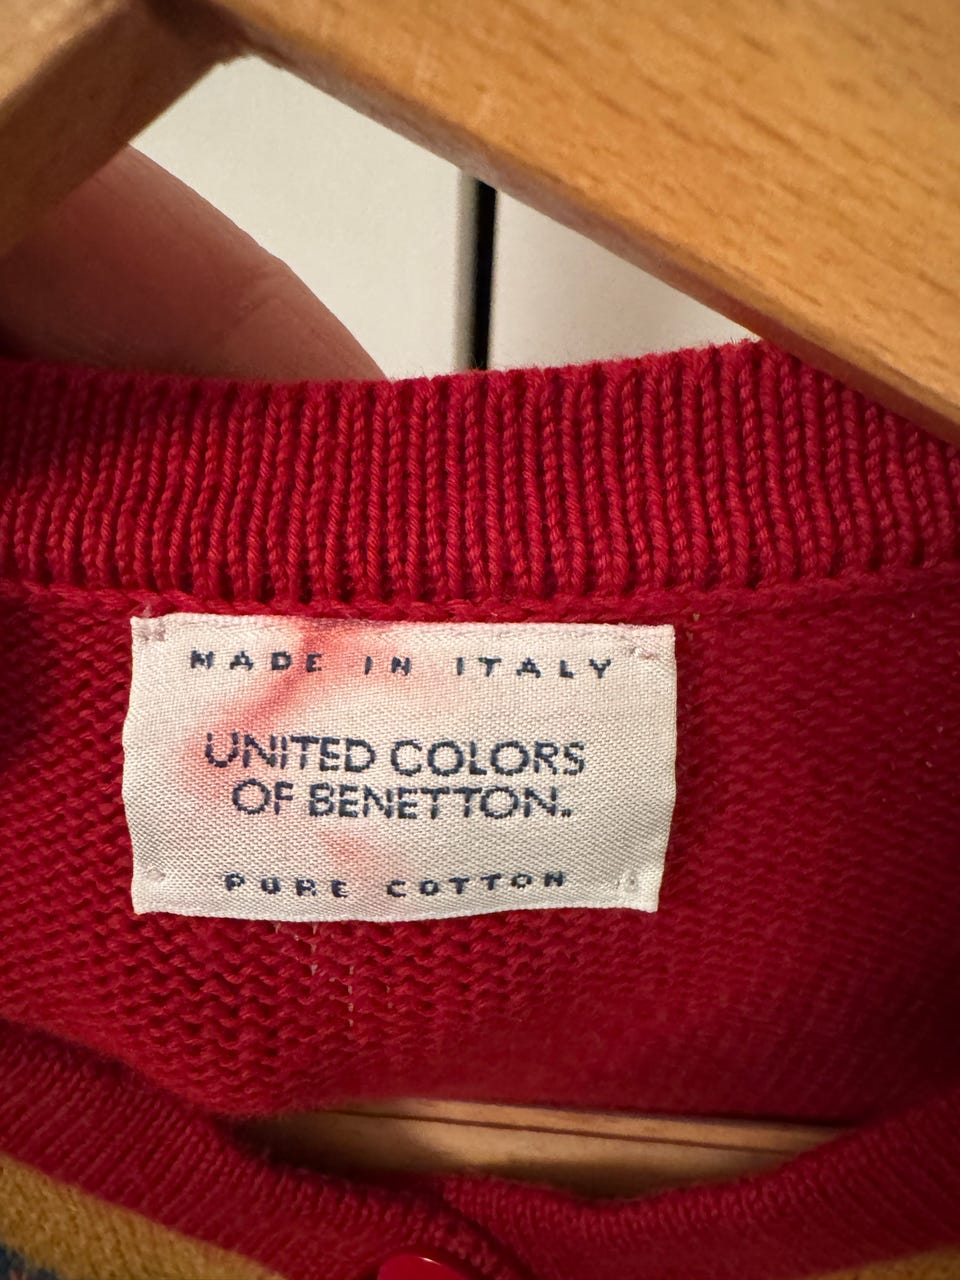 MADE IN ITALY
UNITED COLORS
OF BENETTON.
PURE COTTON